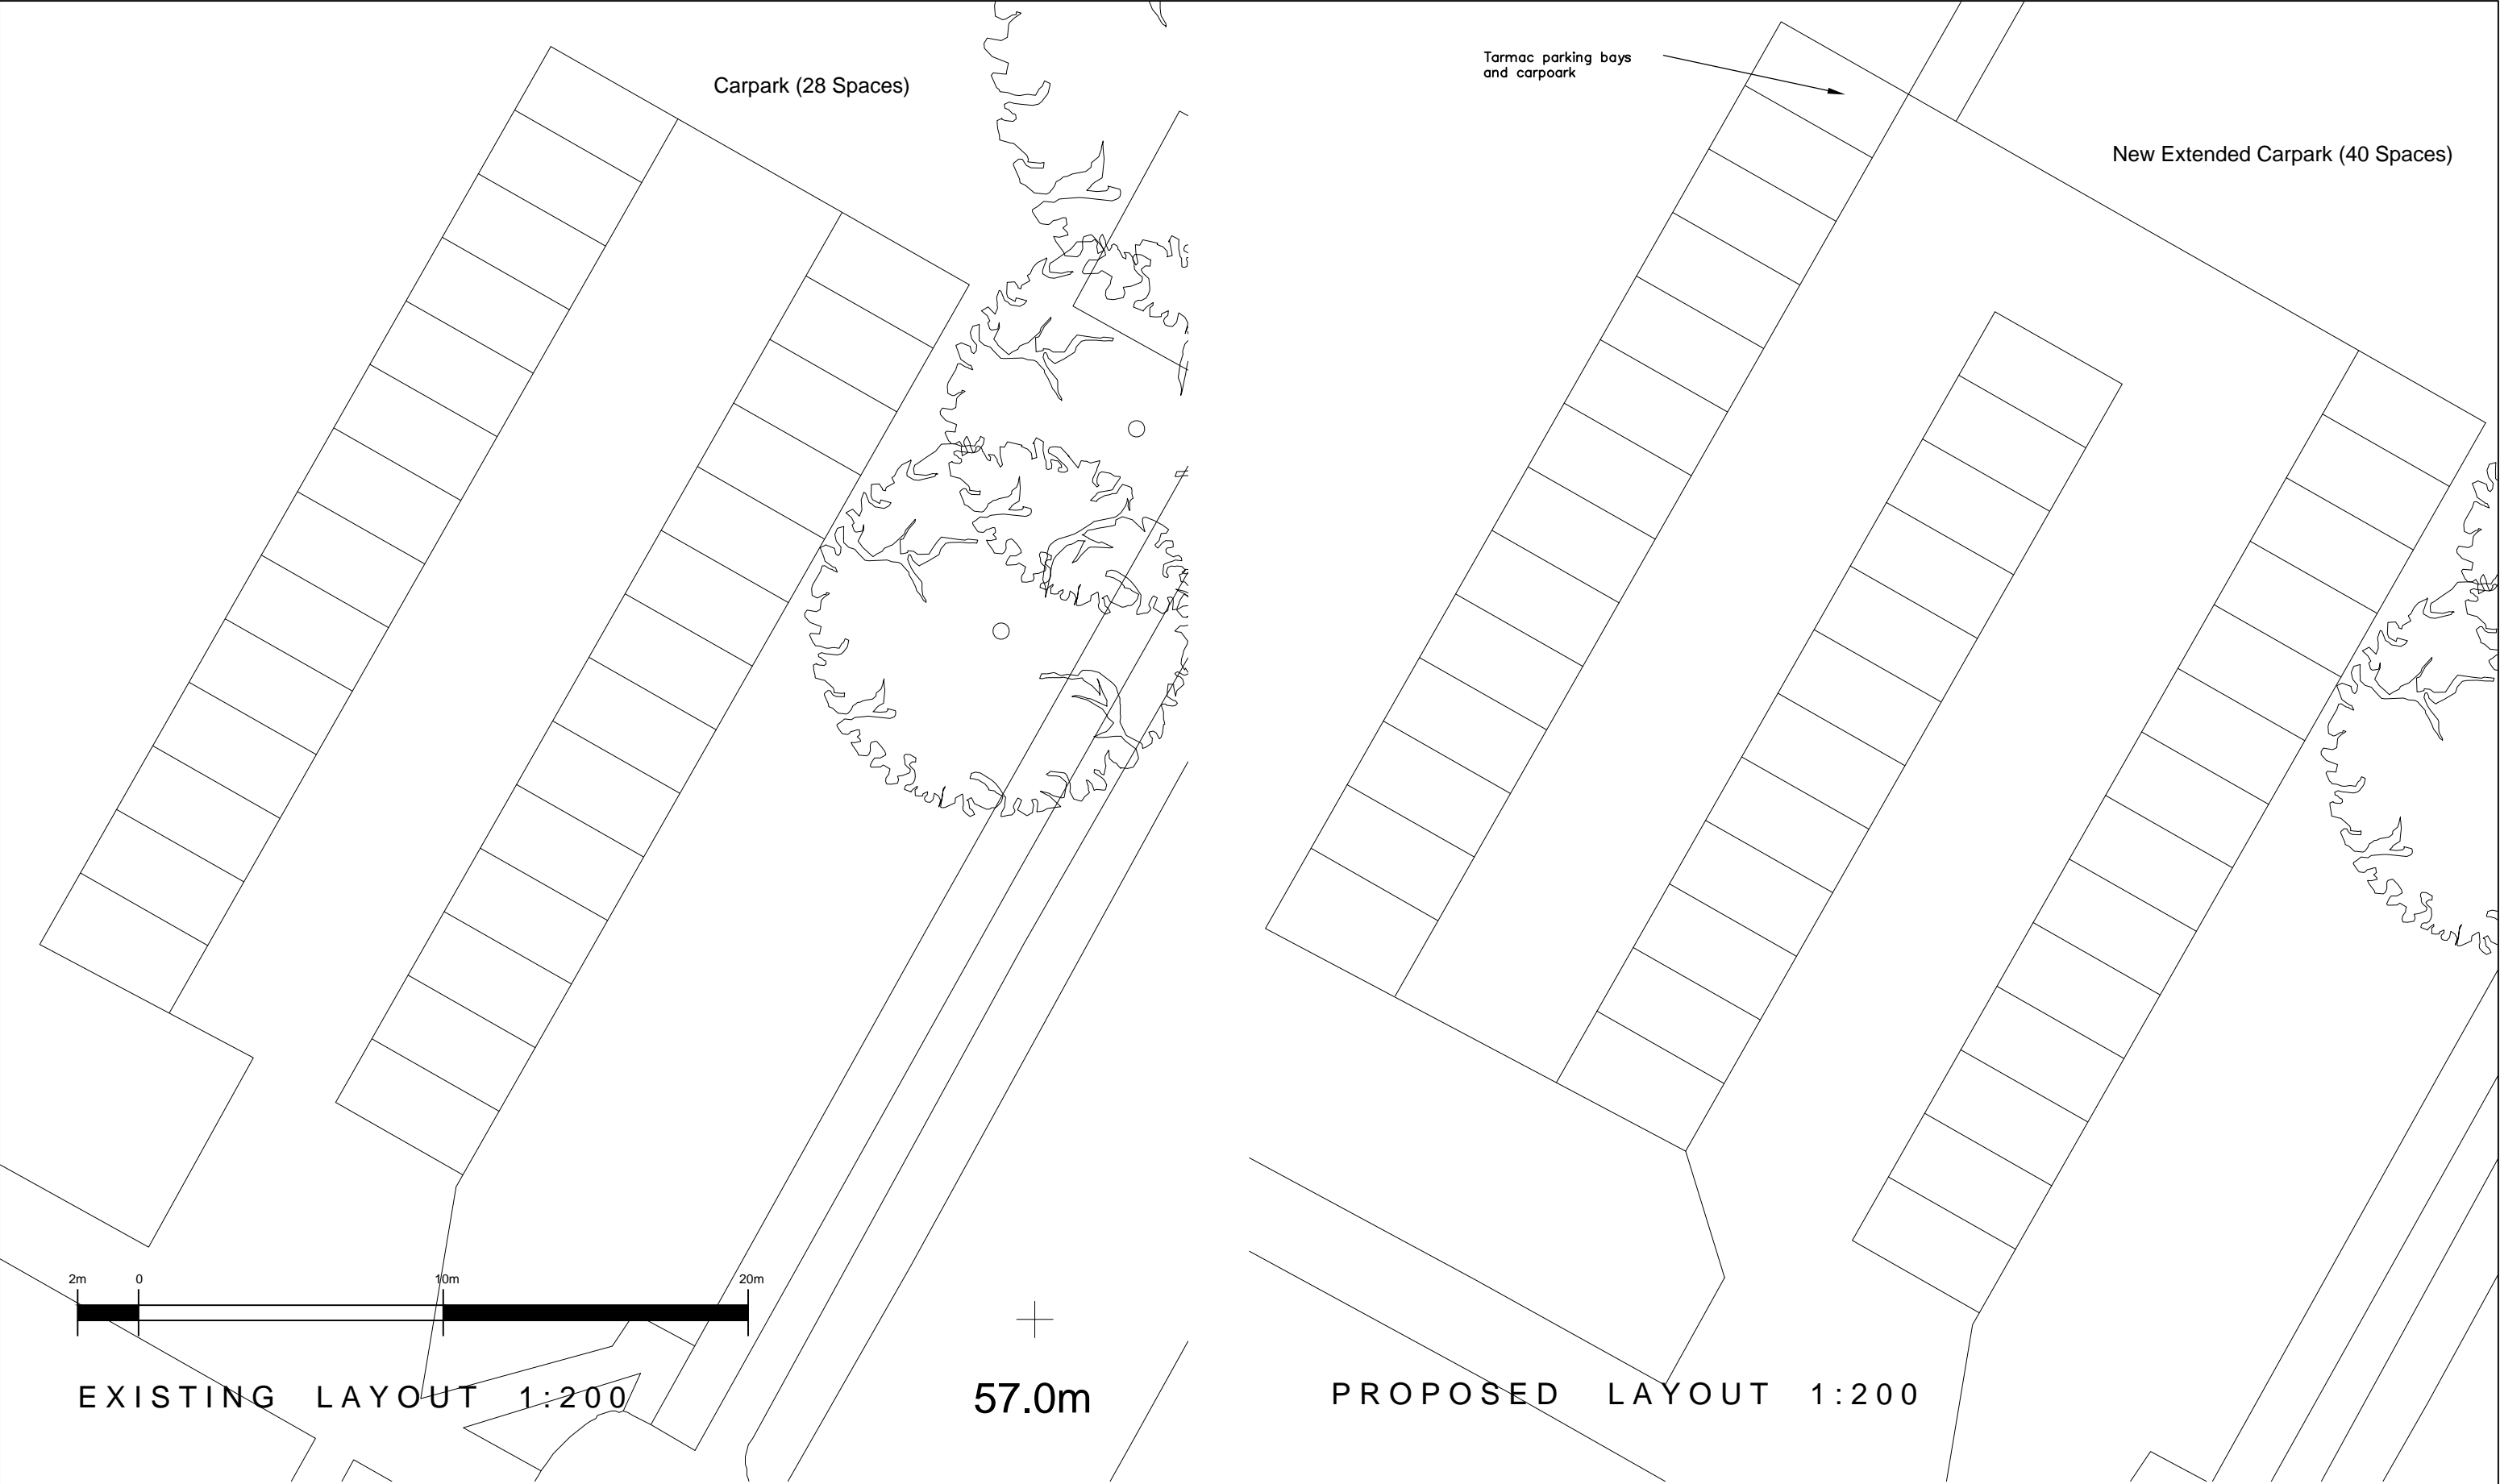 Carpark (28 Spaces)
Tarmac parking bays
and carpoark
New Extended Carpark (40 Spaces)
2m 0 10m 20m
EXISTING LAYOUT 1:200
57.0m
PROPOSED LAYOUT 1:200